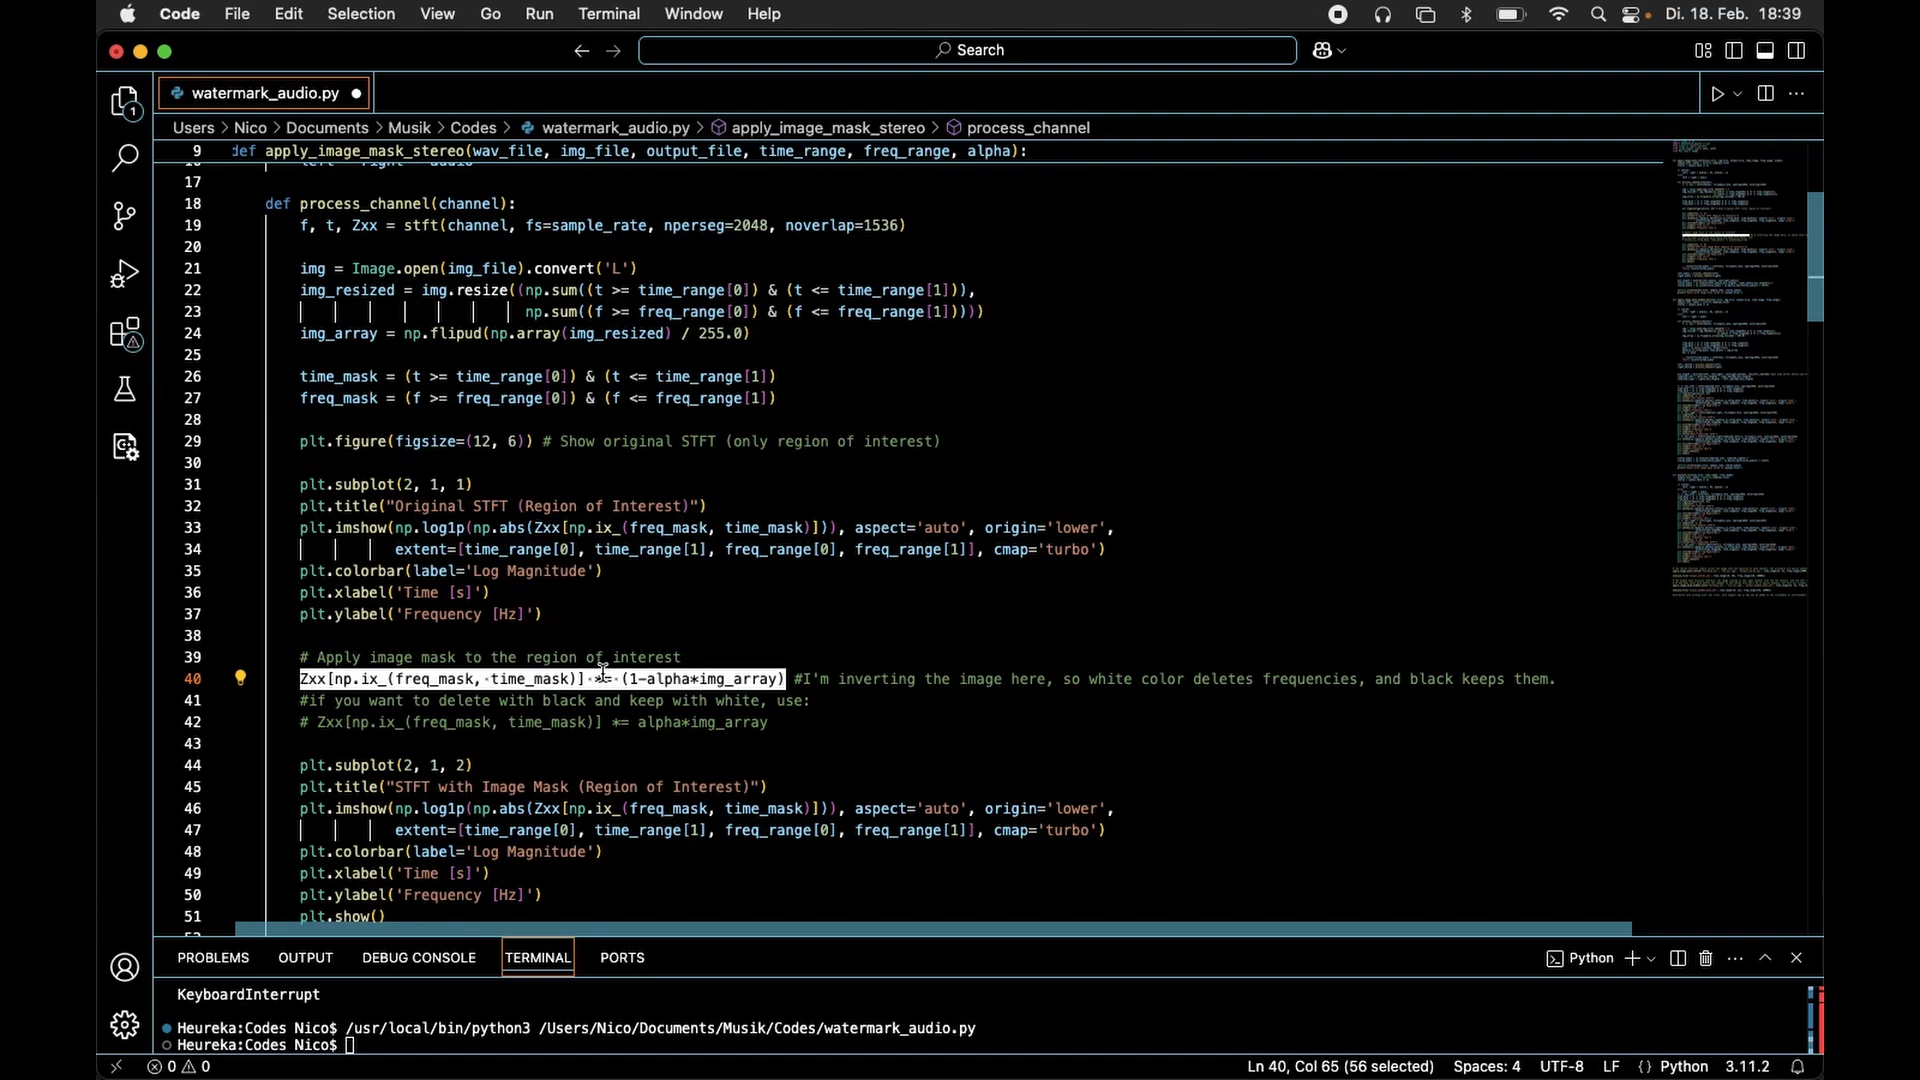 Code File Edit Selection View Go Run Terminal Window Help Di. 18. Feb. 18:39
Search
watermark_audio.py
Users > Nico > Documents > Musik > Codes > watermark_audio.py > apply_image_mask_stereo > process_channel
9 def apply_image_mask_stereo(wav_file, img_file, output_file, time_range, freq_range, alpha):
17
18 def process_channel(channel):
19 f, t, Zxx = stft(channel, fs=sample_rate, nperseg=2048, noverlap=1536)
20
21 img = Image.open(img_file).convert('L')
22 img_resized = img.resize((np.sum((t >= time_range[0]) & (t <= time_range[1])),
23 np.sum((f >= freq_range[0]) & (f <= freq_range[1]))))
24 img_array = np.flipud(np.array(img_resized) / 255.0)
25
26 time_mask = (t >= time_range[0]) & (t <= time_range[1])
27 freq_mask = (f >= freq_range[0]) & (f <= freq_range[1])
28
29 plt.figure(figsize=(12, 6)) # Show original STFT (only region of interest)
30
31 plt.subplot(2, 1, 1)
32 plt.title("Original STFT (Region of Interest)")
33 plt.imshow(np.log1p(np.abs(Zxx[np.ix_(freq_mask, time_mask)])), aspect='auto', origin='lower',
34 extent=[time_range[0], time_range[1], freq_range[0], freq_range[1]], cmap='turbo')
35 plt.colorbar(label='Log Magnitude')
36 plt.xlabel('Time [s]')
37 plt.ylabel('Frequency [Hz]')
38
39 # Apply image mask to the region of interest
40 Zxx[np.ix_(freq_mask, time_mask)] *= (1-alpha*img_array) #I'm inverting the image here, so white color deletes frequencies, and black keeps them.
41 #if you want to delete with black and keep with white, use:
42 # Zxx[np.ix_(freq_mask, time_mask)] *= alpha*img_array
43
44 plt.subplot(2, 1, 2)
45 plt.title("STFT with Image Mask (Region of Interest)")
46 plt.imshow(np.log1p(np.abs(Zxx[np.ix_(freq_mask, time_mask)])), aspect='auto', origin='lower',
47 extent=[time_range[0], time_range[1], freq_range[0], freq_range[1]], cmap='turbo')
48 plt.colorbar(label='Log Magnitude')
49 plt.xlabel('Time [s]')
50 plt.ylabel('Frequency [Hz]')
51 plt.show()
PROBLEMS OUTPUT DEBUG CONSOLE TERMINAL PORTS Python
KeyboardInterrupt
Heureka:Codes Nico$ /usr/local/bin/python3 /Users/Nico/Documents/Musik/Codes/watermark_audio.py
Heureka:Codes Nico$
0 0 Ln 40, Col 65 (56 selected) Spaces: 4 UTF-8 LF {} Python 3.11.2